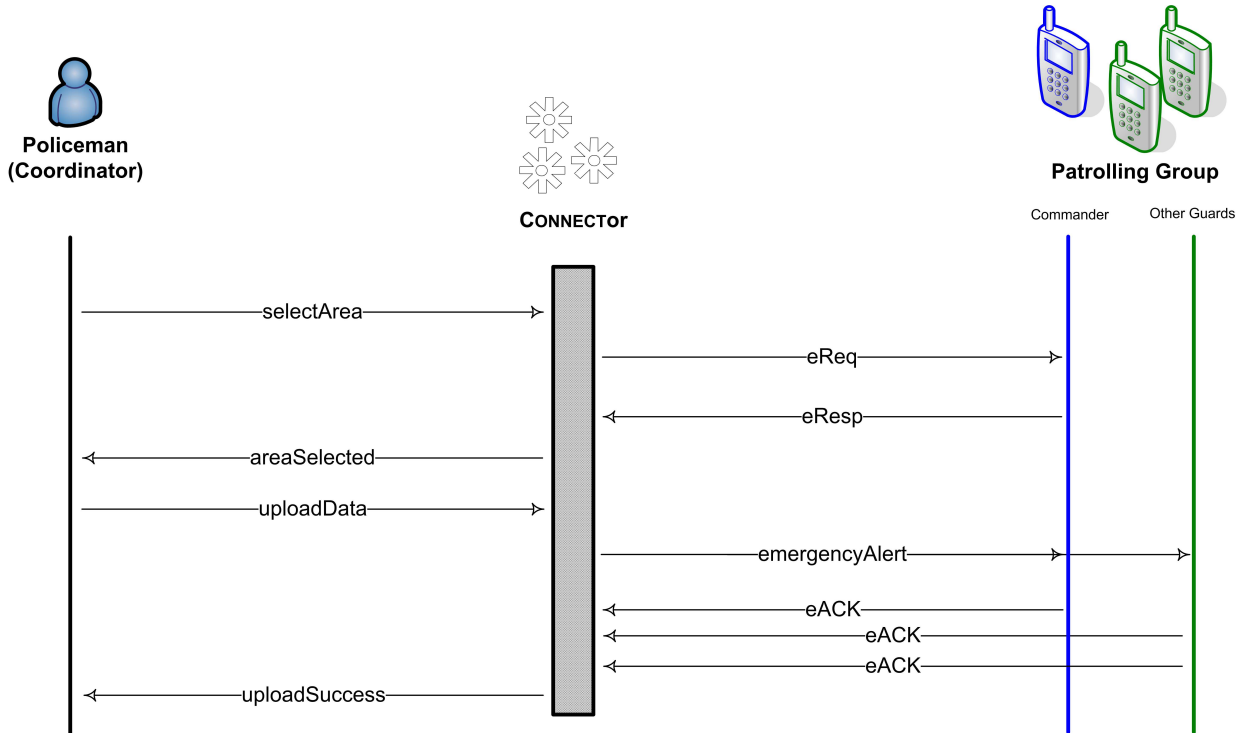 Policeman
(Coordinator)
CONNECTor
Patrolling Group
Commander
Other Guards
selectArea
eReq
eResp
areaSelected
uploadData
emergencyAlert
eACK
eACK
eACK
uploadSuccess